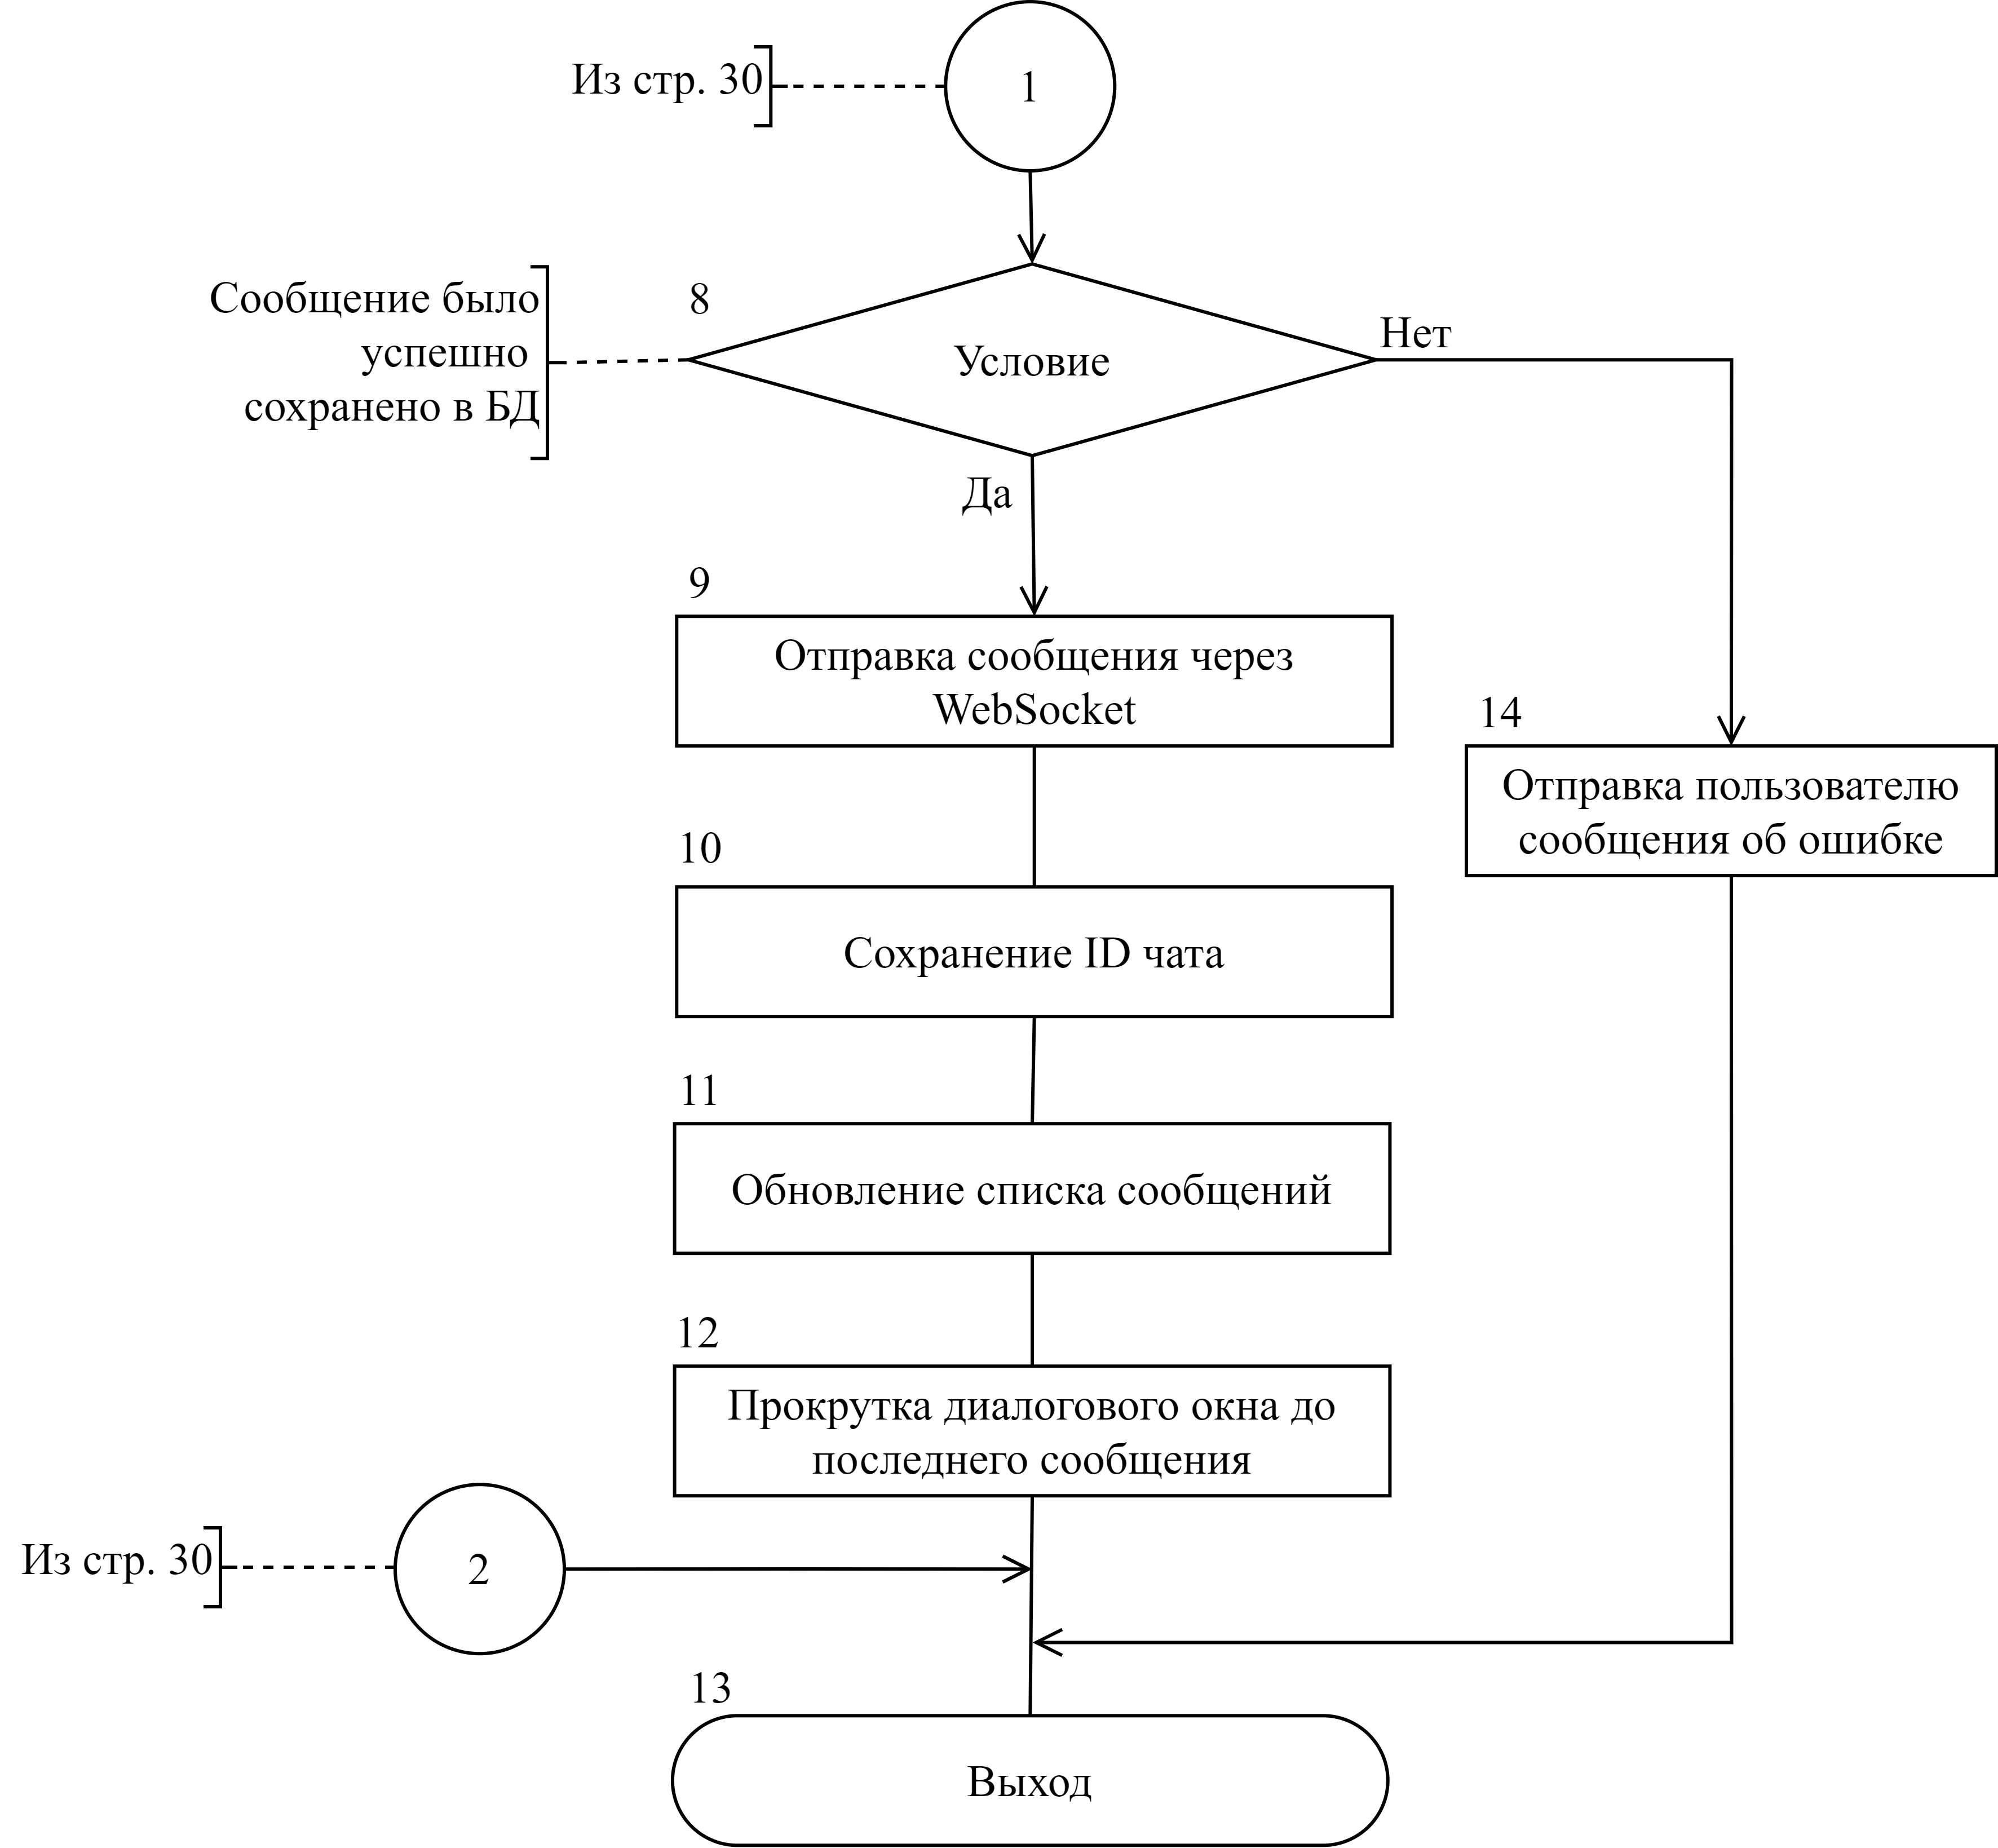 Из стр. 30
1
Сообщение было
успешно
сохранено в БД
8
Условие
Нет
Да
9
Отправка сообщения через
WebSocket
14
Отправка пользователю
сообщения об ошибке
10
Сохранение ID чата
11
Обновление списка сообщений
12
Прокрутка диалогового окна до
последнего сообщения
Из стр. 30
2
13
Выход